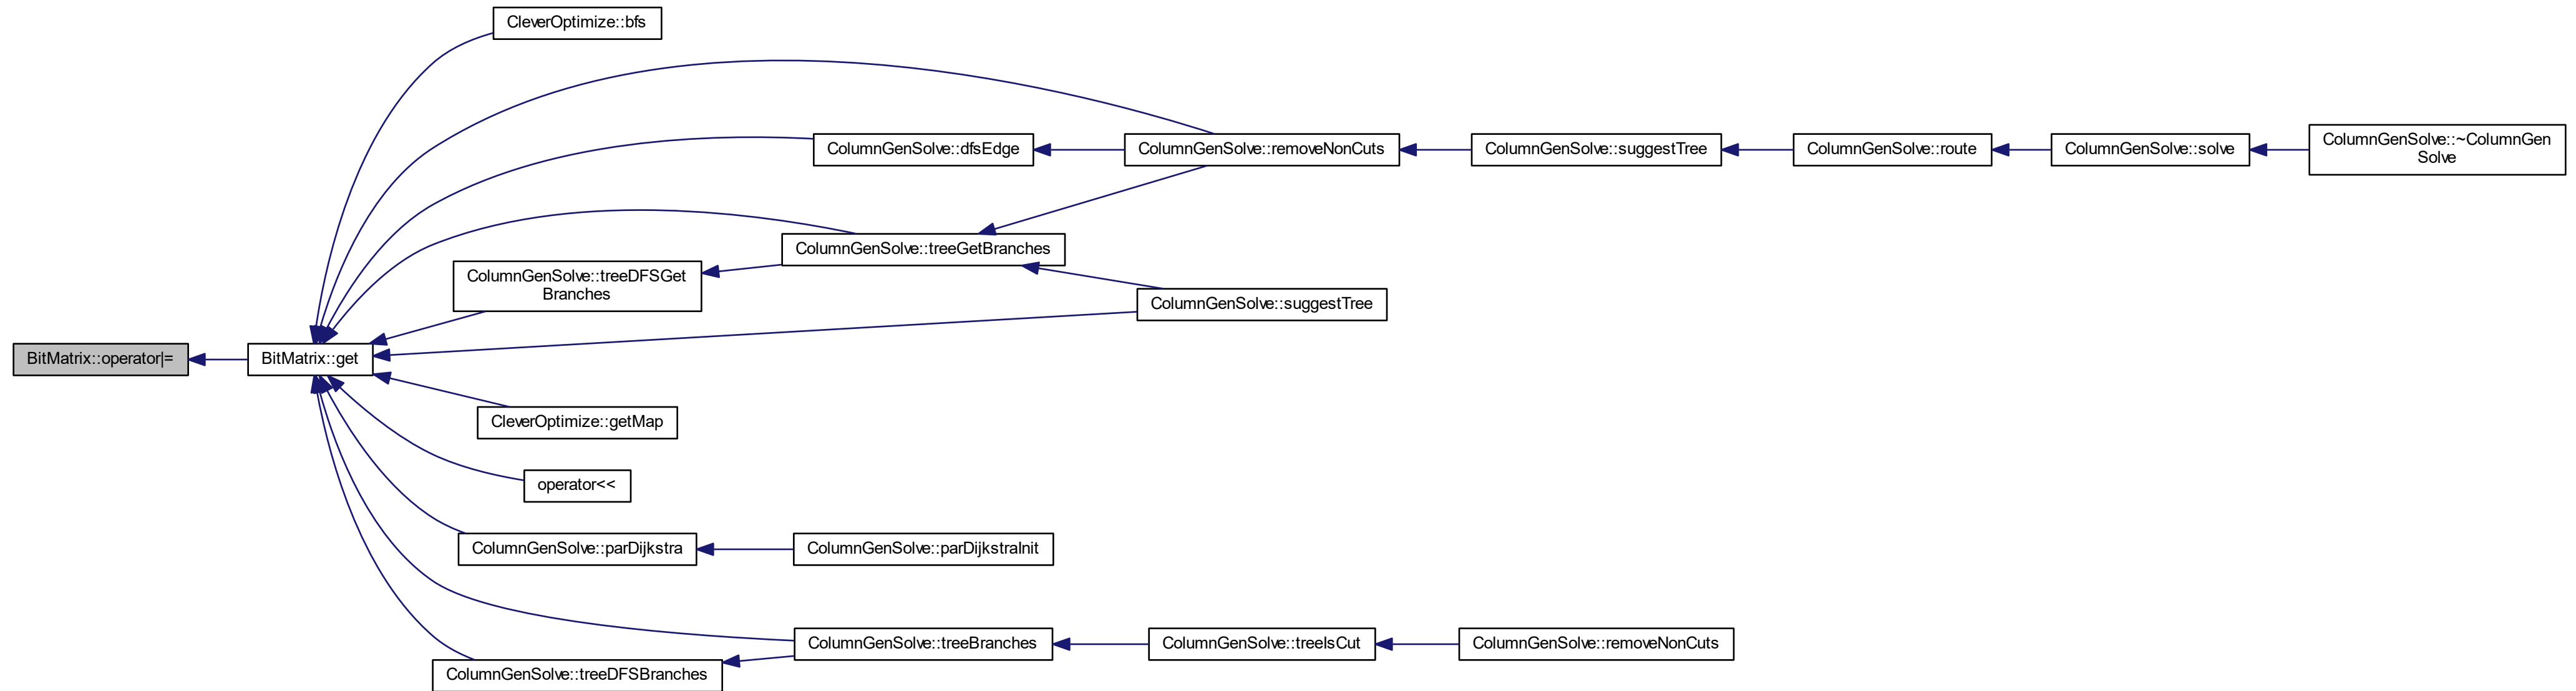 CleverOptimize::bfs
ColumnGenSolve::dfsEdge
ColumnGenSolve::removeNonCuts
ColumnGenSolve::suggestTree
ColumnGenSolve::route
ColumnGenSolve::solve
ColumnGenSolve::~ColumnGen
Solve
ColumnGenSolve::treeGetBranches
ColumnGenSolve::treeDFSGet
Branches
ColumnGenSolve::suggestTree
BitMatrix::operator|=
BitMatrix::get
CleverOptimize::getMap
operator<<
ColumnGenSolve::parDijkstra
ColumnGenSolve::parDijkstraInit
ColumnGenSolve::treeBranches
ColumnGenSolve::treeIsCut
ColumnGenSolve::removeNonCuts
ColumnGenSolve::treeDFSBranches